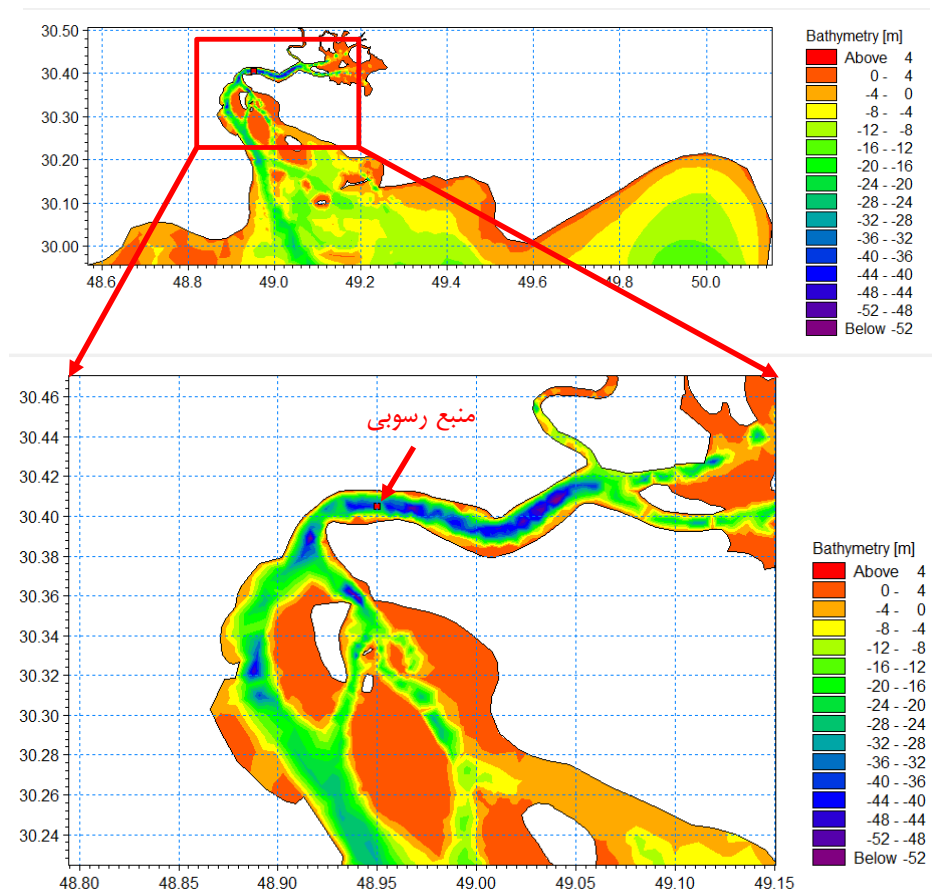 30.50
30.40
30.30
30.20
30.10
30.00
48.6 48.8 49.0 49.2 49.4 49.6 49.8 50.0
Bathymetry [m]
Above 4
0 - 4
-4 - 0
-8 - -4
-12 - -8
-16 - -12
-20 - -16
-24 - -20
-28 - -24
-32 - -28
-36 - -32
-40 - -36
-44 - -40
-48 - -44
-52 - -48
Below -52
30.46
30.44
30.42
30.40
30.38
30.36
30.34
30.32
30.30
30.28
30.26
30.24
منبع رسوبی
48.80 48.85 48.90 48.95 49.00 49.05 49.10 49.15
Bathymetry [m]
Above 4
0 - 4
-4 - 0
-8 - -4
-12 - -8
-16 - -12
-20 - -16
-24 - -20
-28 - -24
-32 - -28
-36 - -32
-40 - -36
-44 - -40
-48 - -44
-52 - -48
Below -52